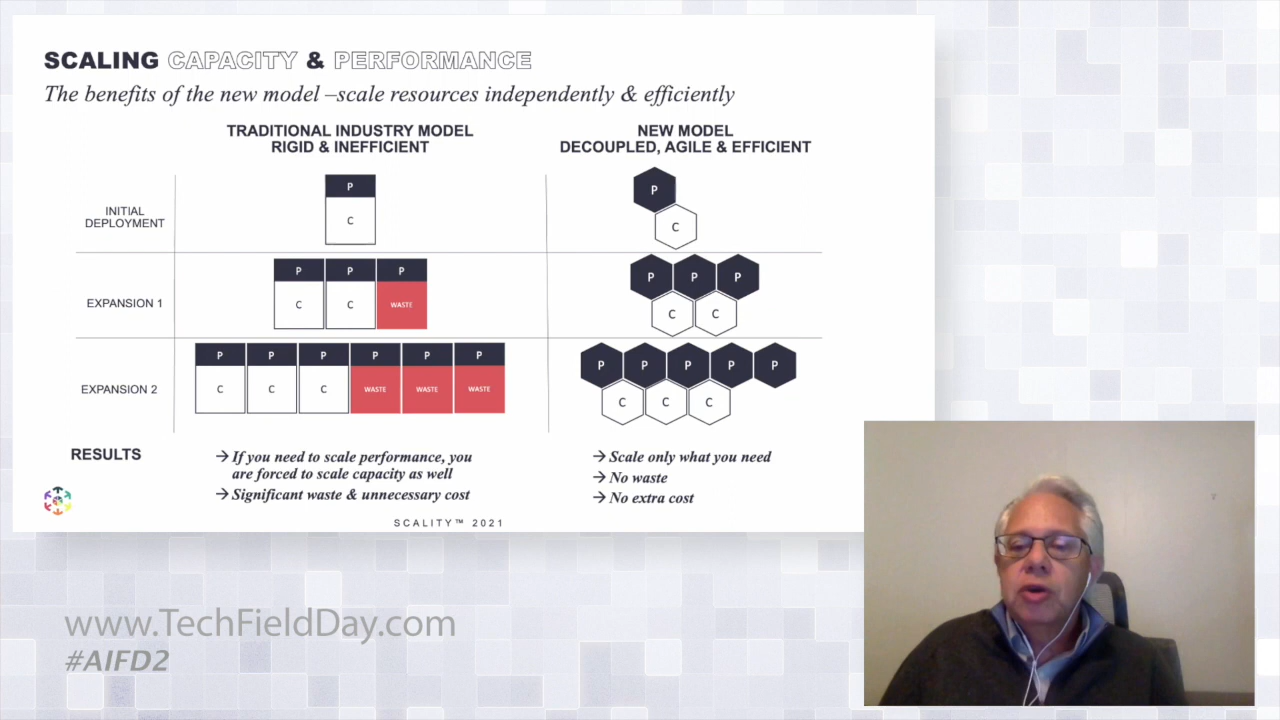 SCALING CAPACITY & PERFORMANCE
The benefits of the new model –scale resources independently & efficiently
TRADITIONAL INDUSTRY MODEL
RIGID & INEFFICIENT
NEW MODEL
DECOUPLED, AGILE & EFFICIENT
INITIAL
DEPLOYMENT
P
C
P
C
EXPANSION 1
P P P
C C WASTE
P P P
C C
EXPANSION 2
P P P P P P
C C C WASTE WASTE WASTE
P P P P P
C C C
RESULTS
→ If you need to scale performance, you
are forced to scale capacity as well
→ Significant waste & unnecessary cost
→ Scale only what you need
→ No waste
→ No extra cost
SCALITY™ 2021
www.TechFieldDay.com
#AIFD2